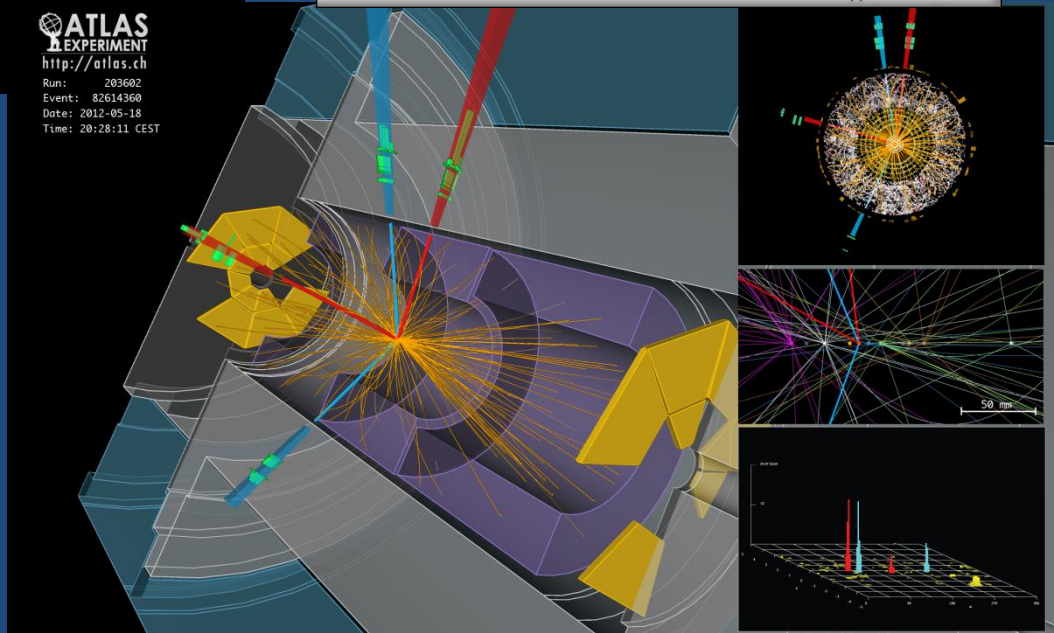 ATLAS
EXPERIMENT
http://atlas.ch
Run: 203602
Event: 82614360
Date: 2012-05-18
Time: 20:28:11 CEST
50 mm